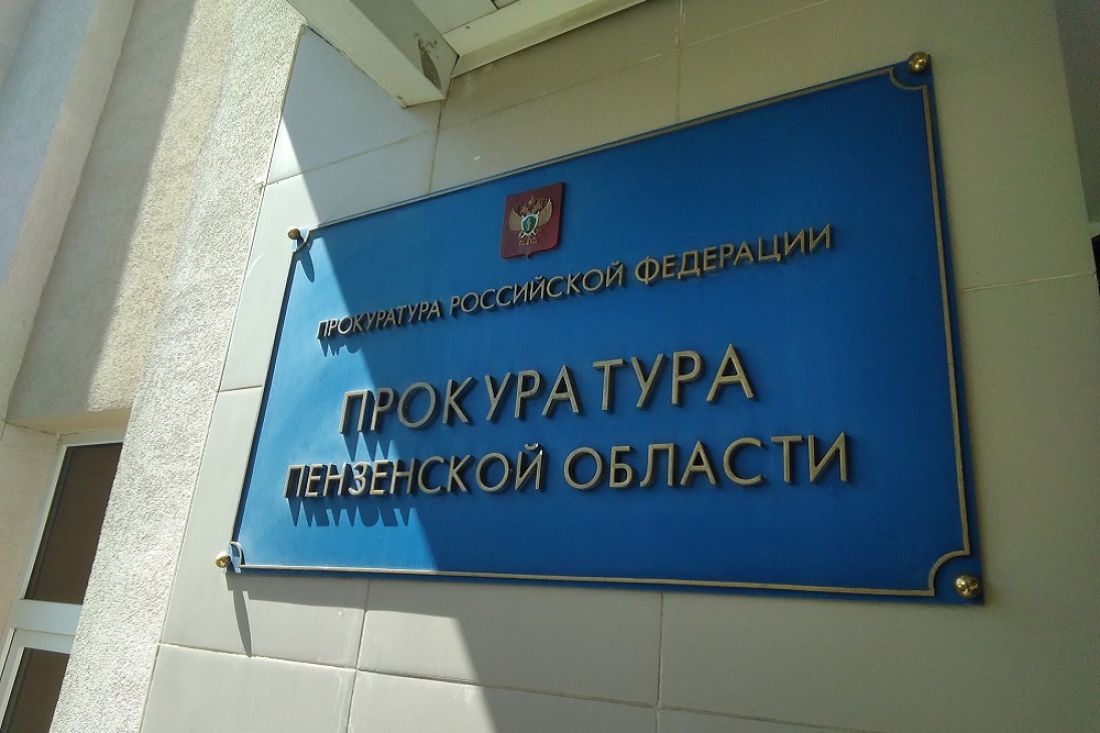 ПРОКУРАТУРА РОССИЙСКОЙ ФЕДЕРАЦИИ
ПРОКУРАТУРА
ПЕНЗЕНСКОЙ ОБЛАСТИ